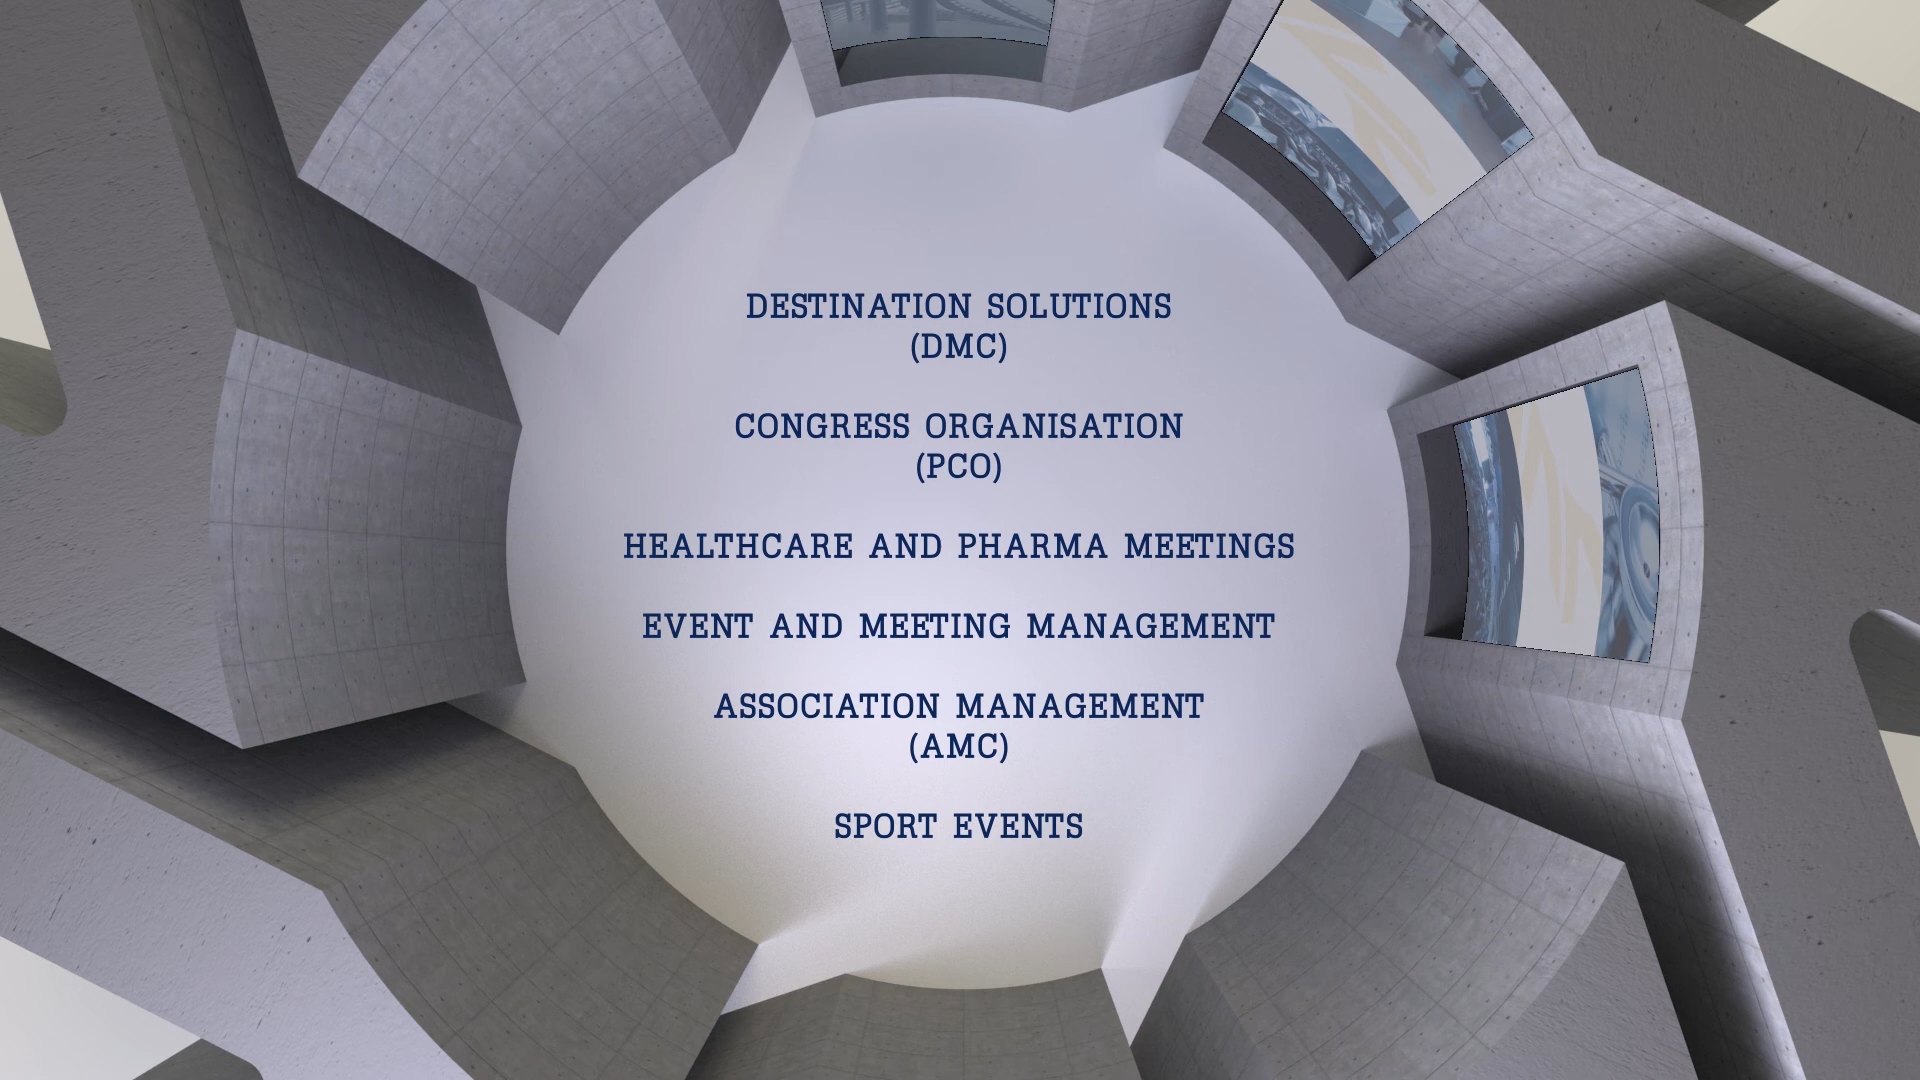 DESTINATION SOLUTIONS
(DMC)
CONGRESS ORGANISATION
(PCO)
HEALTHCARE AND PHARMA MEETINGS
EVENT AND MEETING MANAGEMENT
ASSOCIATION MANAGEMENT
(AMC)
SPORT EVENTS